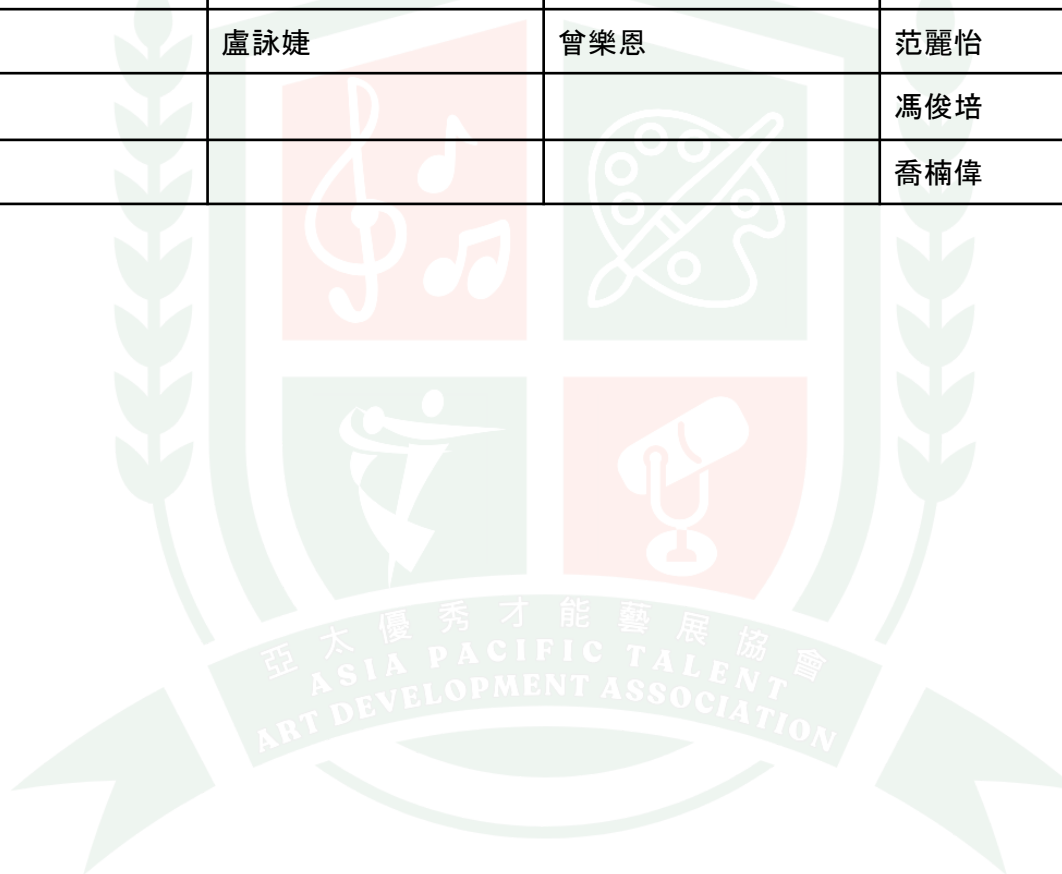 盧詠婕 曾樂恩 范麗怡
馮俊培
喬楠偉
亞太優秀才能藝展協會
ASIA PACIFIC TALENT
ART DEVELOPMENT ASSOCIATION